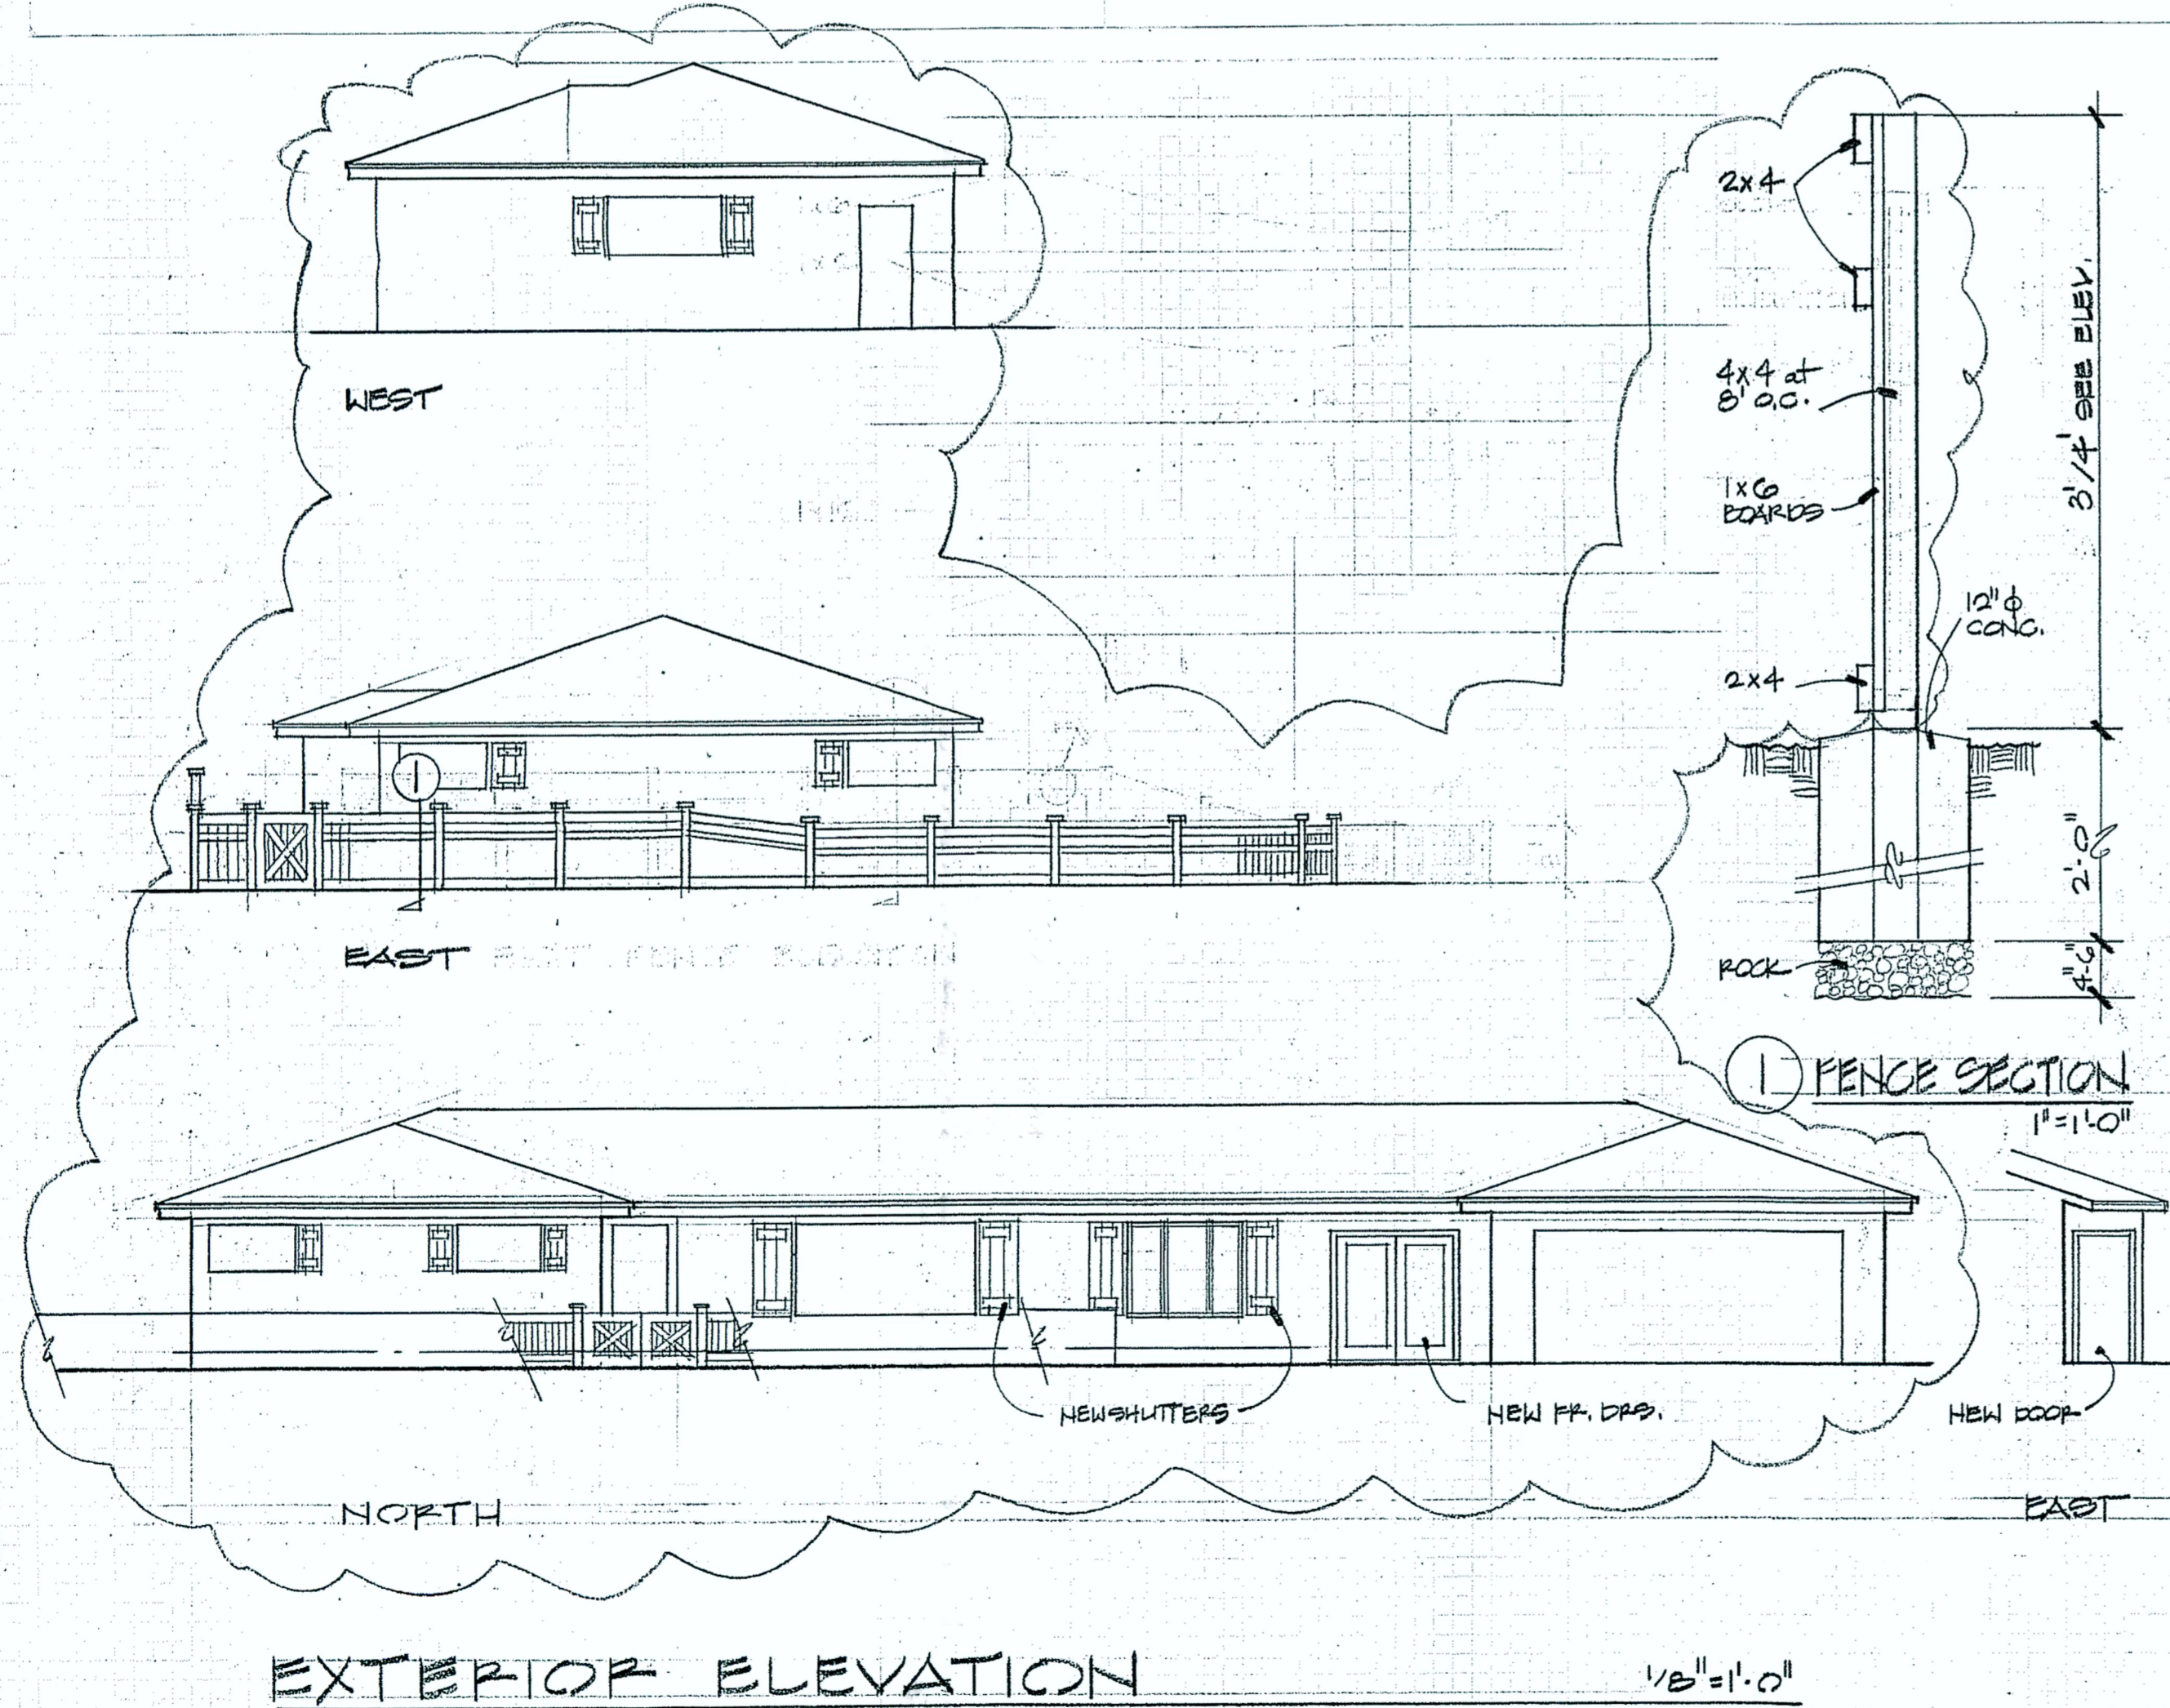 WEST
2x4
4x4 at
8' O.C.
1x6
BOARDS
3'/4' SEE ELEV.
12"ϕ
CONC.
2x4
2'-0"
ROCK
4-6"
1
FENCE SECTION
1"=1'-0"
1
EAST
NEW SHUTTERS
NEW FR. DRS.
NEW DOOR
NORTH
EAST
EXTERIOR ELEVATION
1/8"=1'-0"